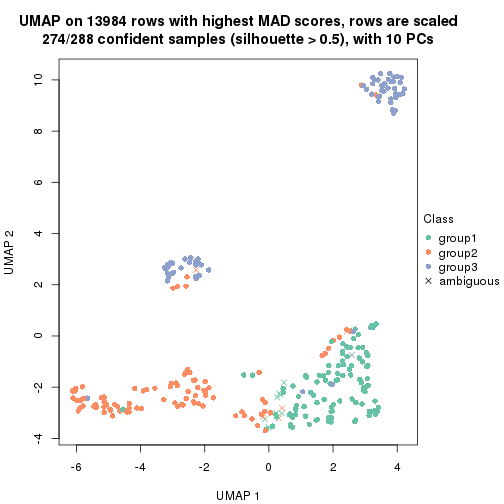 UMAP on 13984 rows with highest MAD scores, rows are scaled
274/288 confident samples (silhouette > 0.5), with 10 PCs
10
8
6
4
2
0
-2
-4
UMAP 2
-6
-4
-2
0
2
4
UMAP 1
Class
group1
group2
group3
ambiguous